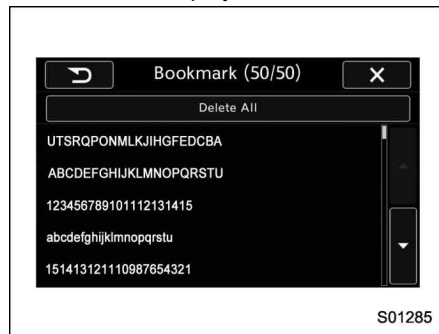 Bookmark (50/50)
Delete All
UTSRQPONMLKJIHGFEDCBA
ABCDEFGHIJKLMNOPQRSTU
123456789101112131415
abcdefghijklmnopqrstu
151413121110987654321
S01285